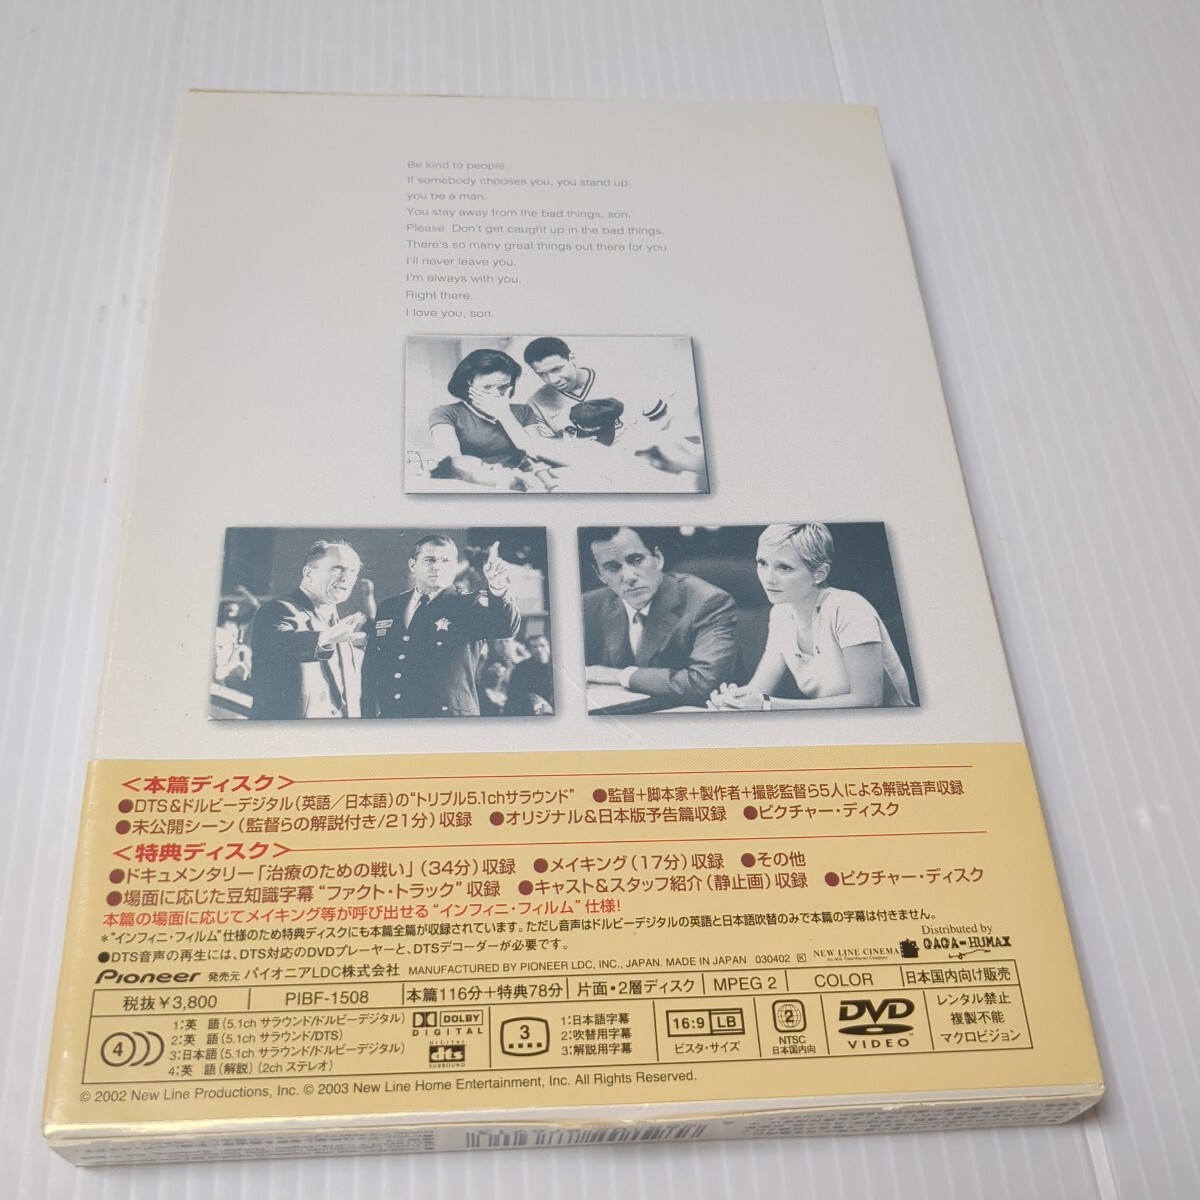 Be kind to people.
If somebody chooses you, you stand up.
you be a man.
You stay away from the bad things, son.
Please. Don't get caught up in the bad things.
There's so many great things out there for you.
I'll never leave you.
I'm always with you.
Right there.
I love you, son.
＜本篇ディスク＞
●DTS&ドルビーデジタル（英語／日本語）の“トリプル5.1chサラウンド” ●監督＋脚本家＋製作者＋撮影監督ら5人による解説音声収録
●未公開シーン（監督らの解説付き/21分）収録 ●オリジナル&日本版予告篇収録 ●ピクチャー・ディスク
＜特典ディスク＞
●ドキュメンタリー「治療のための戦い」（34分）収録 ●メイキング（17分）収録 ●その他
●場面に応じた豆知識字幕“ファクト・トラック”収録 ●キャスト&スタッフ紹介（静止画）収録 ●ピクチャー・ディスク
本篇の場面に応じてメイキング等が呼び出せる“インフィニ・フィルム”仕様!
＊“インフィニ・フィルム”仕様のため特典ディスクにも本篇全篇が収録されています。ただし音声はドルビーデジタルの英語と日本語吹替のみで本篇の字幕は付きません。
●DTS音声の再生には、DTS対応のDVDプレーヤーと、DTSデコーダーが必要です。
Distributed by
GAGA-HUMAX
NEW LINE CINEMA
Pioneer 発売元 パイオニアLDC株式会社 MANUFACTURED BY PIONEER LDC, INC., JAPAN. MADE IN JAPAN 030402 K
税抜￥3,800 PIBF-1508 本篇116分＋特典78分 片面・2層ディスク MPEG 2 COLOR 日本国内向け販売
4
1:英 語（5.1ch サラウンド/ドルビーデジタル）
2:英 語（5.1ch サラウンド/DTS）
3:日本語（5.1ch サラウンド/ドルビーデジタル）
4:英 語（解説）（2ch ステレオ）
DOLBY
DIGITAL
DIGITAL
dts
SURROUND
3
1:日本語字幕
2:吹替用字幕
3:解説用字幕
16:9 LB
ビスタ・サイズ
2
NTSC
日本国内向
DVD
VIDEO
レンタル禁止
複製不能
マクロビジョン
© 2002 New Line Productions, Inc. © 2003 New Line Home Entertainment, Inc. All Rights Reserved.